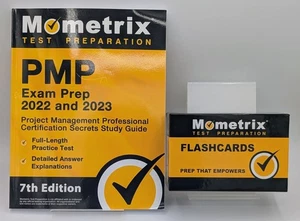 Mometrix
TEST PREPARATION
PMP
Exam Prep
2022 and 2023
Project Management Professional
Certification Secrets Study Guide
Full-Length
Practice Test
Detailed Answer
Explanations
7th Edition
Mometrix
TEST PREPARATION
FLASHCARDS
PREP THAT EMPOWERS